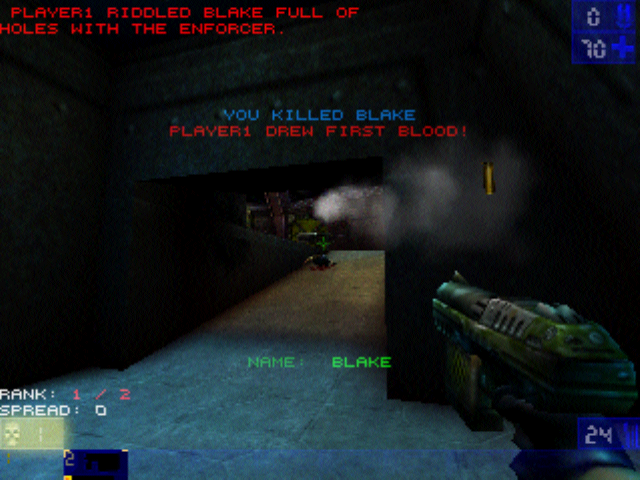 PLAYER1 RIDDLED BLAKE FULL OF
HOLES WITH THE ENFORCER.
0
70
YOU KILLED BLAKE
PLAYER1 DREW FIRST BLOOD!
NAME: BLAKE
RANK: 1 / 2
SPREAD: 0
1
24
2